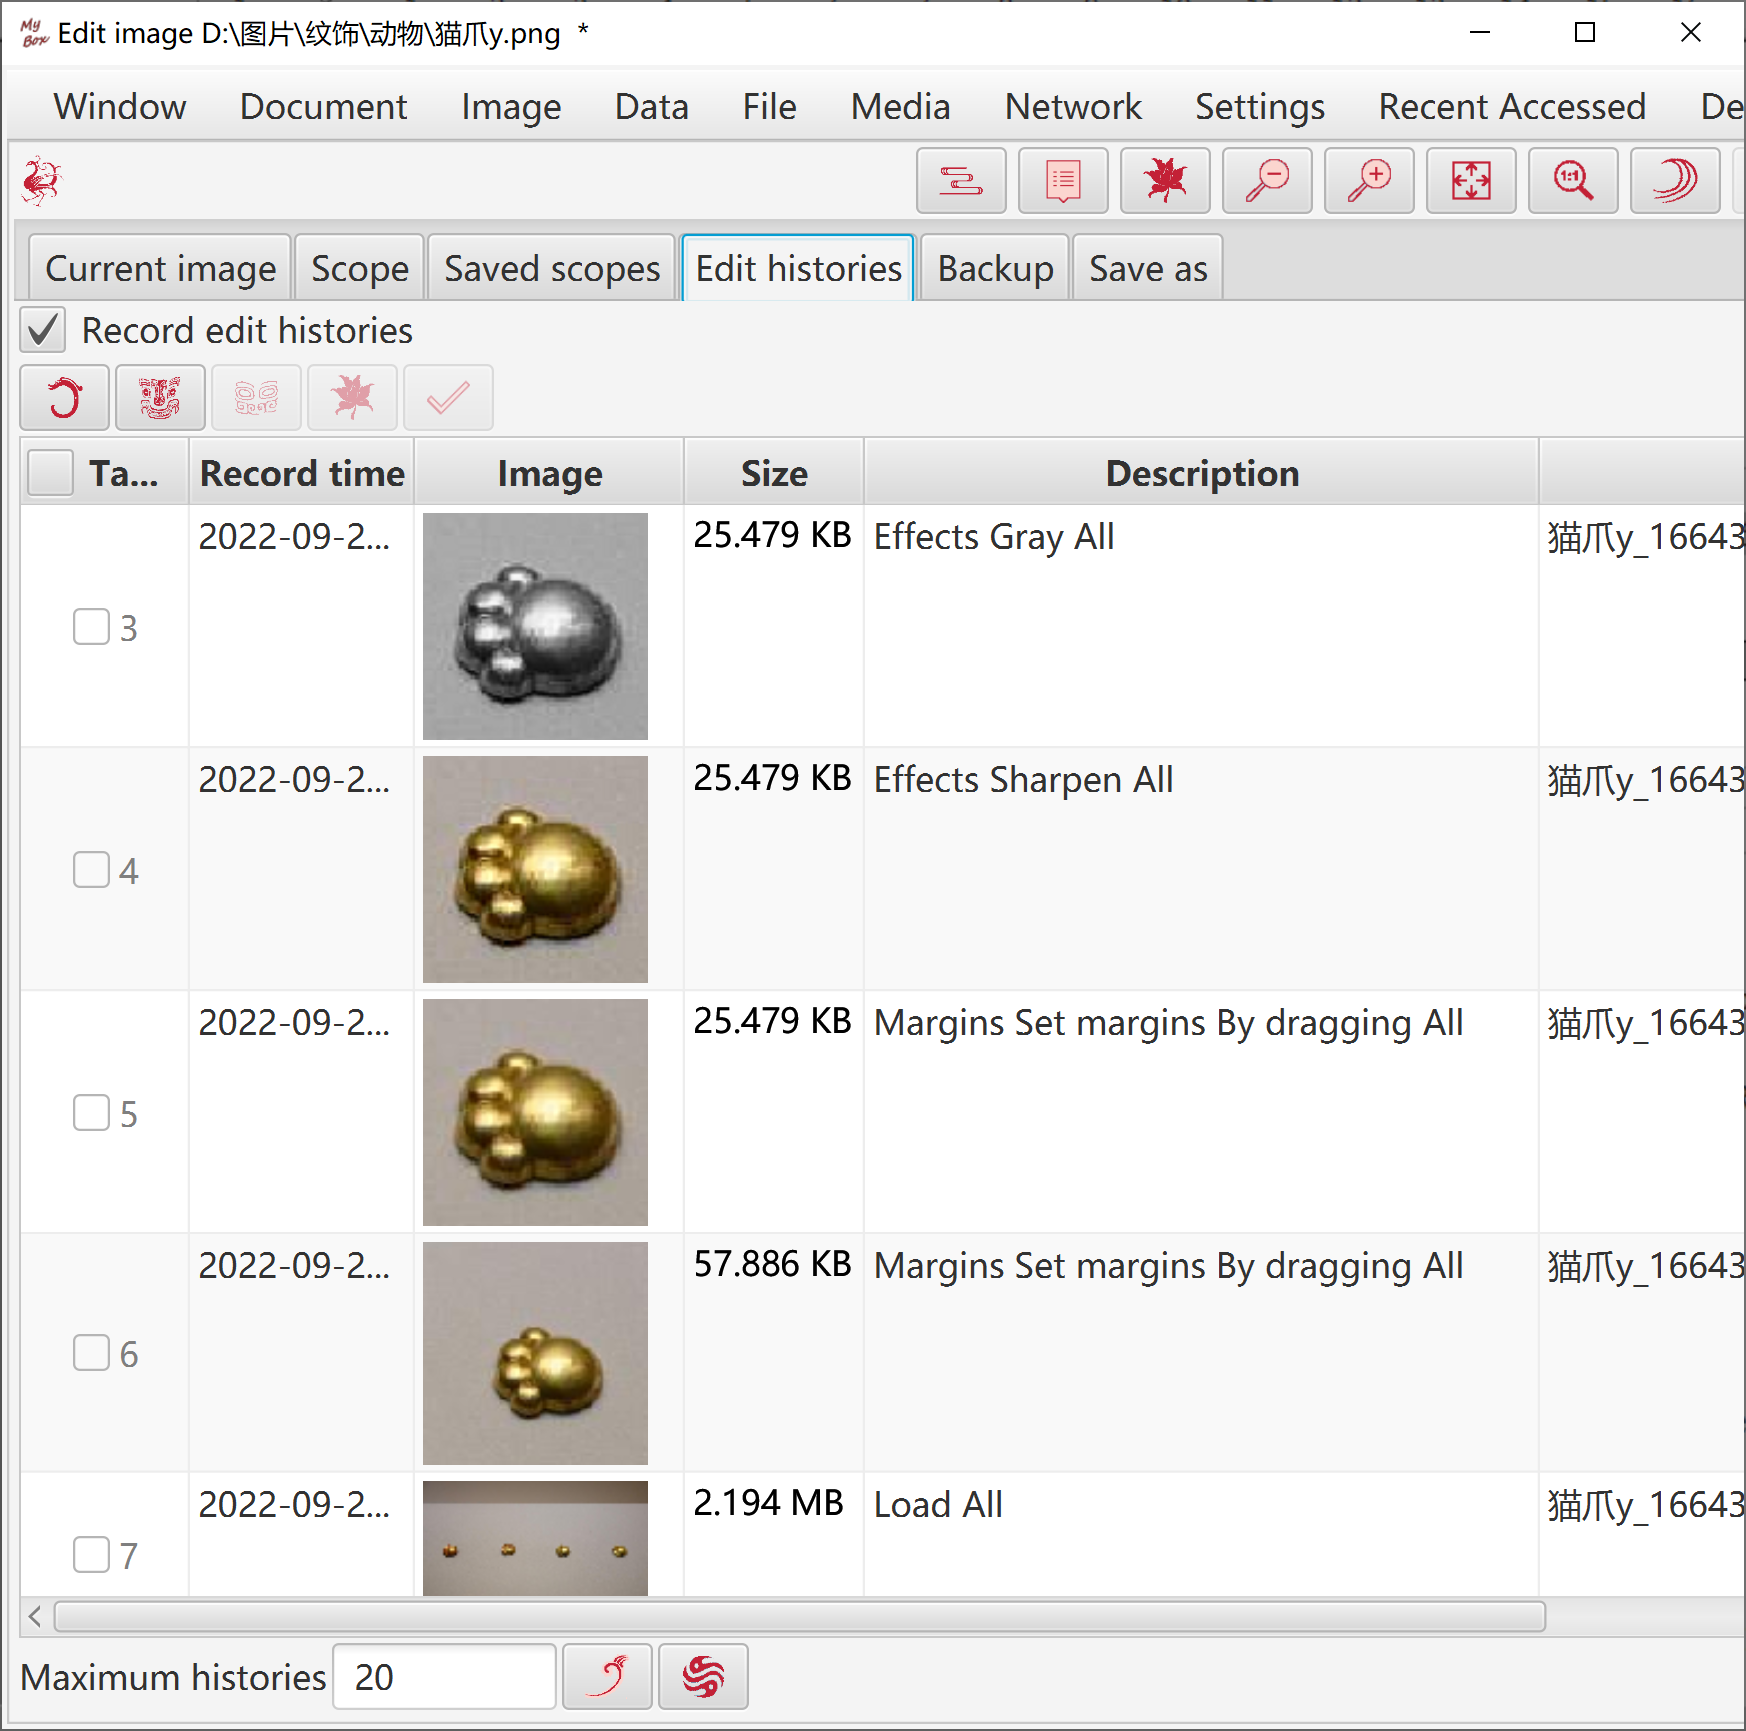 My Box Edit image D:\图片\纹饰\动物\猫爪y.png *
Window Document Image Data File Media Network Settings Recent Accessed De
1:1
Current image Scope Saved scopes Edit histories Backup Save as
Record edit histories
Ta... Record time Image Size Description
3 2022-09-2... 25.479 KB Effects Gray All 猫爪y_16643
4 2022-09-2... 25.479 KB Effects Sharpen All 猫爪y_16643
5 2022-09-2... 25.479 KB Margins Set margins By dragging All 猫爪y_16643
6 2022-09-2... 57.886 KB Margins Set margins By dragging All 猫爪y_16643
7 2022-09-2... 2.194 MB Load All 猫爪y_16643
Maximum histories 20